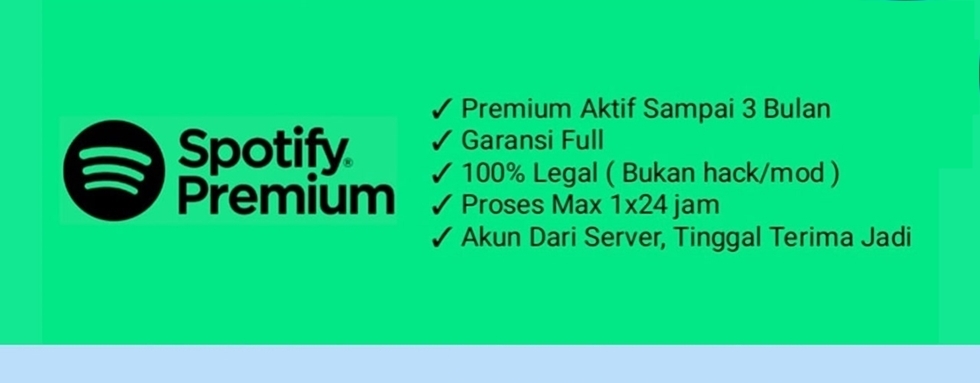 Spotify®
Premium
✓ Premium Aktif Sampai 3 Bulan
✓ Garansi Full
✓ 100% Legal ( Bukan hack/mod )
✓ Proses Max 1x24 jam
✓ Akun Dari Server, Tinggal Terima Jadi